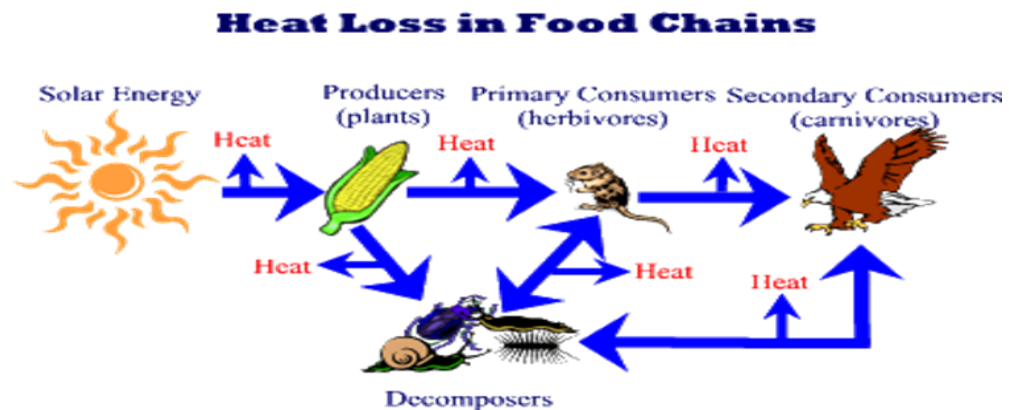 Heat Loss in Food Chains
Solar Energy
Producers
(plants)
Primary Consumers
(herbivores)
Secondary Consumers
(carnivores)
Heat
Heat
Heat
Heat
Heat
Heat
Decomposers